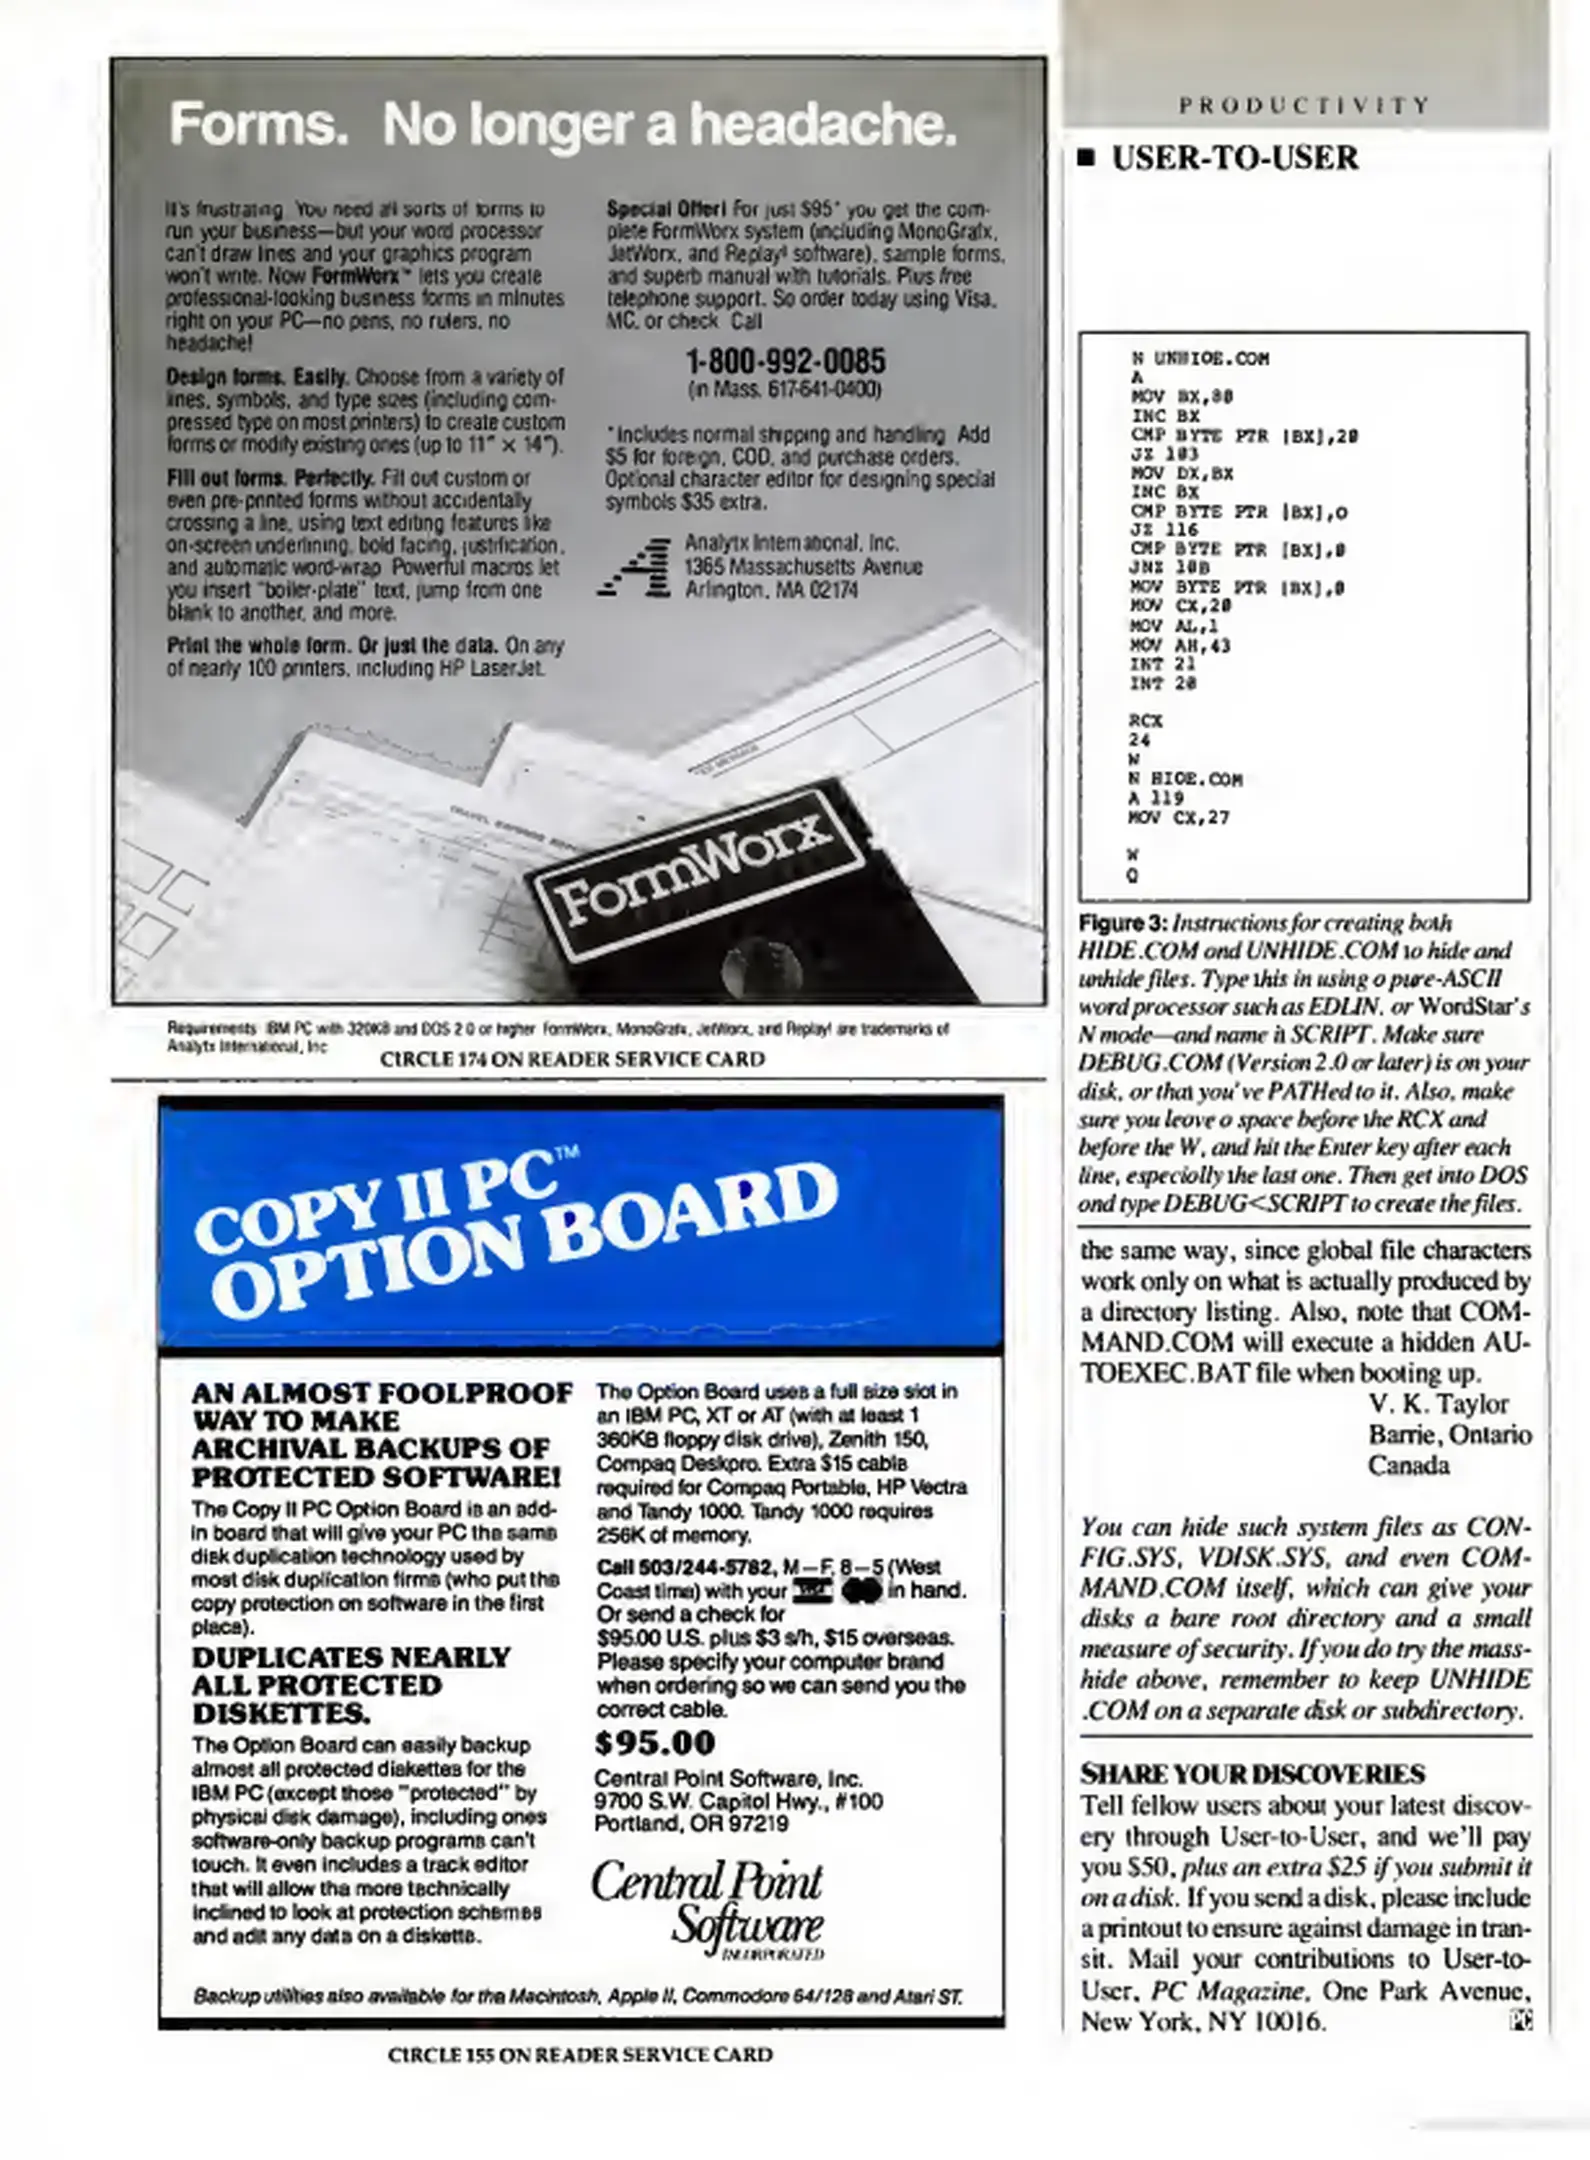 Forms. No longer a headache.
It's frustrating. You need all sorts of forms to
run your business—but your word processor
can't draw lines and your graphics program
won't write. Now FormWorx™ lets you create
professional-looking business forms in minutes
right on your PC—no pens, no rulers, no
headache!
Design forms. Easily. Choose from a variety of
lines, symbols, and type sizes (including com-
pressed type on most printers) to create custom
forms or modify existing ones (up to 11" × 14").
Fill out forms. Perfectly. Fill out custom or
even pre-printed forms without accidentally
crossing a line, using text editing features like
on-screen underlining, bold facing, justification,
and automatic word-wrap. Powerful macros let
you insert "boiler-plate" text, jump from one
blank to another, and more.
Print the whole form. Or just the data. On any
of nearly 100 printers, including HP LaserJet.
Special Offer! For just $95* you get the com-
plete FormWorx system (including MonoGrafx,
JetWorx, and Replay! software), sample forms,
and superb manual with tutorials. Plus free
telephone support. So order today using Visa,
MC, or check. Call
1-800-992-0085
(in Mass. 617-641-0400)
*Includes normal shipping and handling. Add
$5 for foreign, COD, and purchase orders.
Optional character editor for designing special
symbols $35 extra.
Analytx International, Inc.
1365 Massachusetts Avenue
Arlington, MA 02174
FormWorx
Requirements: IBM PC with 320KB and DOS 2.0 or higher. FormWorx, MonoGrafx, JetWorx, and Replay! are trademarks of
Analytx International, Inc.
CIRCLE 174 ON READER SERVICE CARD
COPY II PC™
OPTION BOARD
AN ALMOST FOOLPROOF
WAY TO MAKE
ARCHIVAL BACKUPS OF
PROTECTED SOFTWARE!
The Copy II PC Option Board is an add-
in board that will give your PC the same
disk duplication technology used by
most disk duplication firms (who put the
copy protection on software in the first
place).
DUPLICATES NEARLY
ALL PROTECTED
DISKETTES.
The Option Board can easily backup
almost all protected diskettes for the
IBM PC (except those "protected" by
physical disk damage), including ones
software-only backup programs can't
touch. It even includes a track editor
that will allow the more technically
inclined to look at protection schemes
and edit any data on a diskette.
The Option Board uses a full size slot in
an IBM PC, XT or AT (with at least 1
360KB floppy disk drive), Zenith 150,
Compaq Deskpro. Extra $15 cable
required for Compaq Portable, HP Vectra
and Tandy 1000. Tandy 1000 requires
256K of memory.
Call 503/244-5782, M–F, 8–5 (West
Coast time) with your VISA in hand.
Or send a check for
$95.00 U.S. plus $3 s/h, $15 overseas.
Please specify your computer brand
when ordering so we can send you the
correct cable.
$95.00
Central Point Software, Inc.
9700 S.W. Capitol Hwy., #100
Portland, OR 97219
Central Point
Software
INCORPORATED
Backup utilities also available for the Macintosh, Apple II, Commodore 64/128 and Atari ST.
CIRCLE 155 ON READER SERVICE CARD
PRODUCTIVITY
■ USER-TO-USER
N UNHIDE.COM
A
MOV BX,80
INC BX
CMP BYTE PTR [BX],20
JZ 103
MOV DX,BX
INC BX
CMP BYTE PTR [BX],D
JZ 116
CMP BYTE PTR [BX],0
JNZ 10B
MOV BYTE PTR [BX],0
MOV CX,20
MOV AL,1
MOV AH,43
INT 21
INT 20
RCX
24
W
N HIDE.COM
A 119
MOV CX,27
W
Q
Figure 3: Instructions for creating both
HIDE.COM and UNHIDE.COM to hide and
unhide files. Type this in using a pure-ASCII
word processor such as EDLIN, or WordStar's
N mode—and name it SCRIPT. Make sure
DEBUG.COM (Version 2.0 or later) is on your
disk, or that you've PATHed to it. Also, make
sure you leave a space before the RCX and
before the W, and hit the Enter key after each
line, especially the last one. Then get into DOS
and type DEBUG<SCRIPT to create the files.
the same way, since global file characters
work only on what is actually produced by
a directory listing. Also, note that COM-
MAND.COM will execute a hidden AU-
TOEXEC.BAT file when booting up.
V. K. Taylor
Barrie, Ontario
Canada
You can hide such system files as CON-
FIG.SYS, VDISK.SYS, and even COM-
MAND.COM itself, which can give your
disks a bare root directory and a small
measure of security. If you do try the mass-
hide above, remember to keep UNHIDE
.COM on a separate disk or subdirectory.
SHARE YOUR DISCOVERIES
Tell fellow users about your latest discov-
ery through User-to-User, and we'll pay
you $50, plus an extra $25 if you submit it
on a disk. If you send a disk, please include
a printout to ensure against damage in tran-
sit. Mail your contributions to User-to-
User, PC Magazine, One Park Avenue,
New York, NY 10016. PC